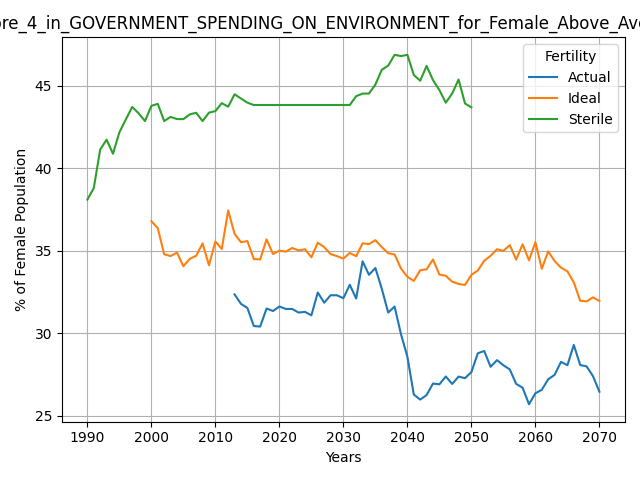 ore_4_in_GOVERNMENT_SPENDING_ON_ENVIRONMENT_for_Female_Above_Ave
Fertility
Actual
Ideal
Sterile
% of Female Population
45
40
35
30
25
1990 2000 2010 2020 2030 2040 2050 2060 2070
Years